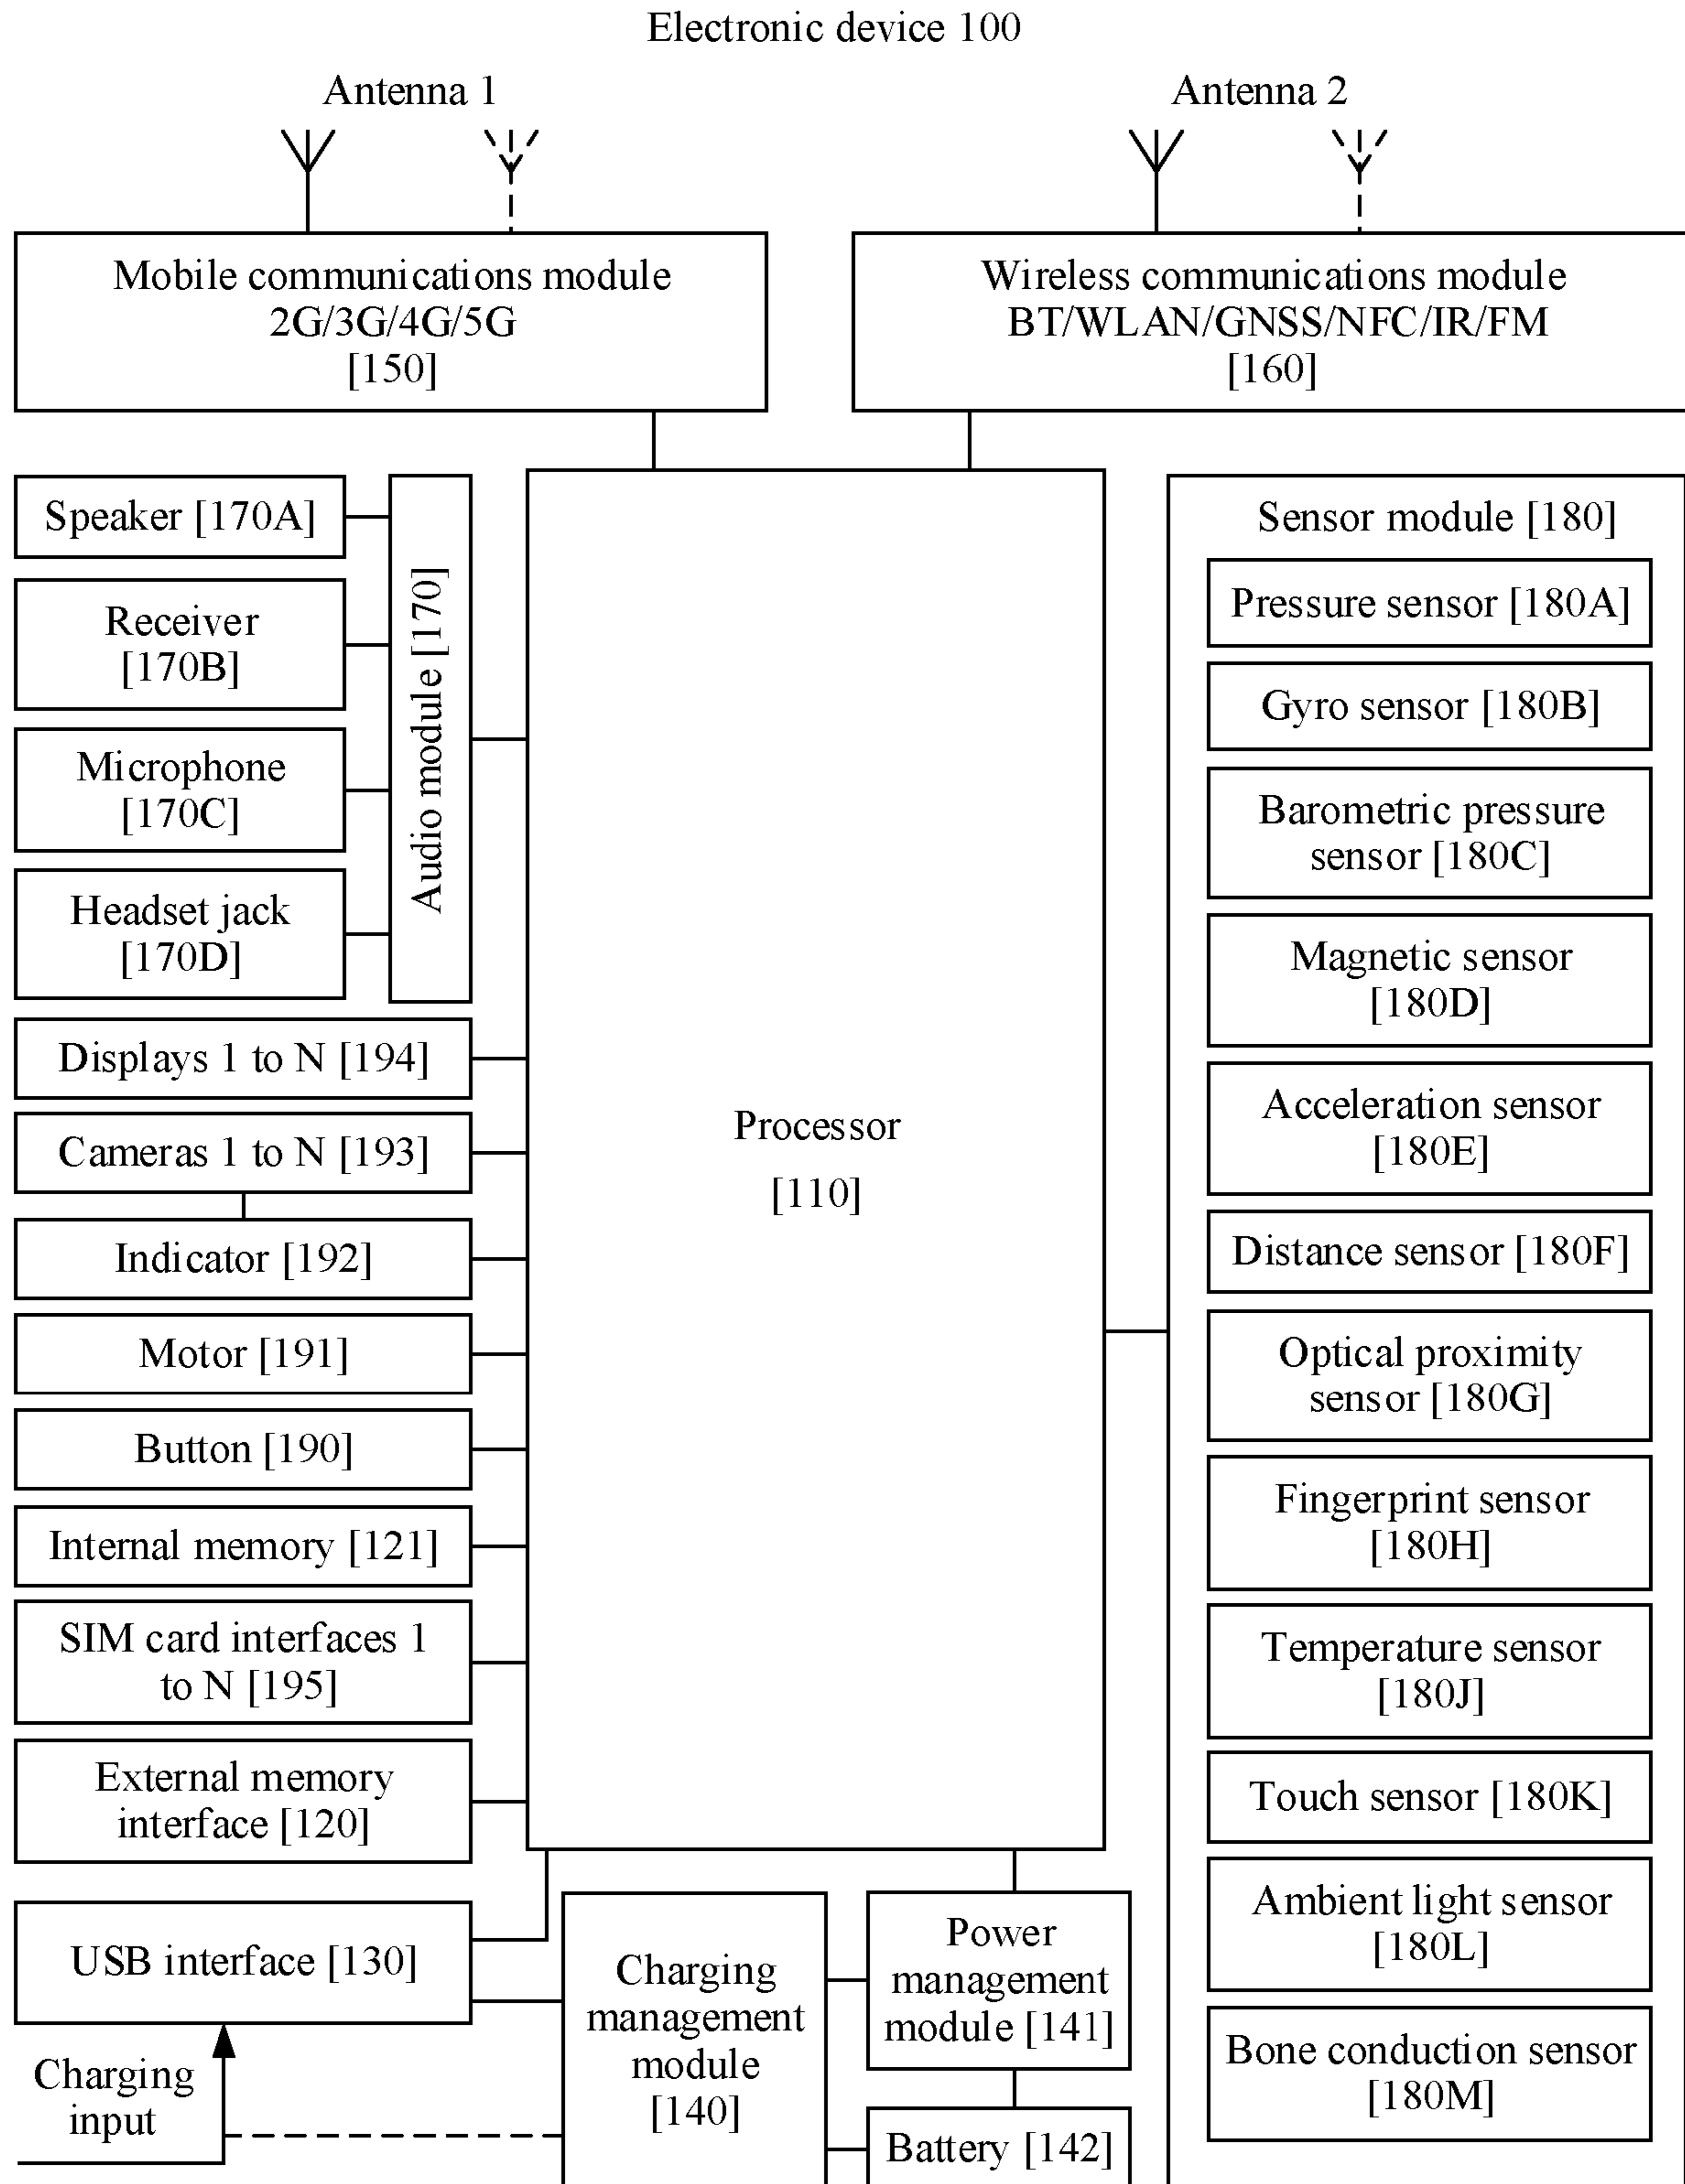 Electronic device 100
Antenna 1
Antenna 2
Mobile communications module
2G/3G/4G/5G
[150]
Wireless communications module
BT/WLAN/GNSS/NFC/IR/FM
[160]
Speaker [170A]
Receiver
[170B]
Microphone
[170C]
Headset jack
[170D]
Audio module [170]
Displays 1 to N [194]
Cameras 1 to N [193]
Indicator [192]
Motor [191]
Button [190]
Internal memory [121]
SIM card interfaces 1
to N [195]
External memory
interface [120]
USB interface [130]
Charging
input
Processor
[110]
Charging
management
module
[140]
Power
management
module [141]
Battery [142]
Sensor module [180]
Pressure sensor [180A]
Gyro sensor [180B]
Barometric pressure
sensor [180C]
Magnetic sensor
[180D]
Acceleration sensor
[180E]
Distance sensor [180F]
Optical proximity
sensor [180G]
Fingerprint sensor
[180H]
Temperature sensor
[180J]
Touch sensor [180K]
Ambient light sensor
[180L]
Bone conduction sensor
[180M]